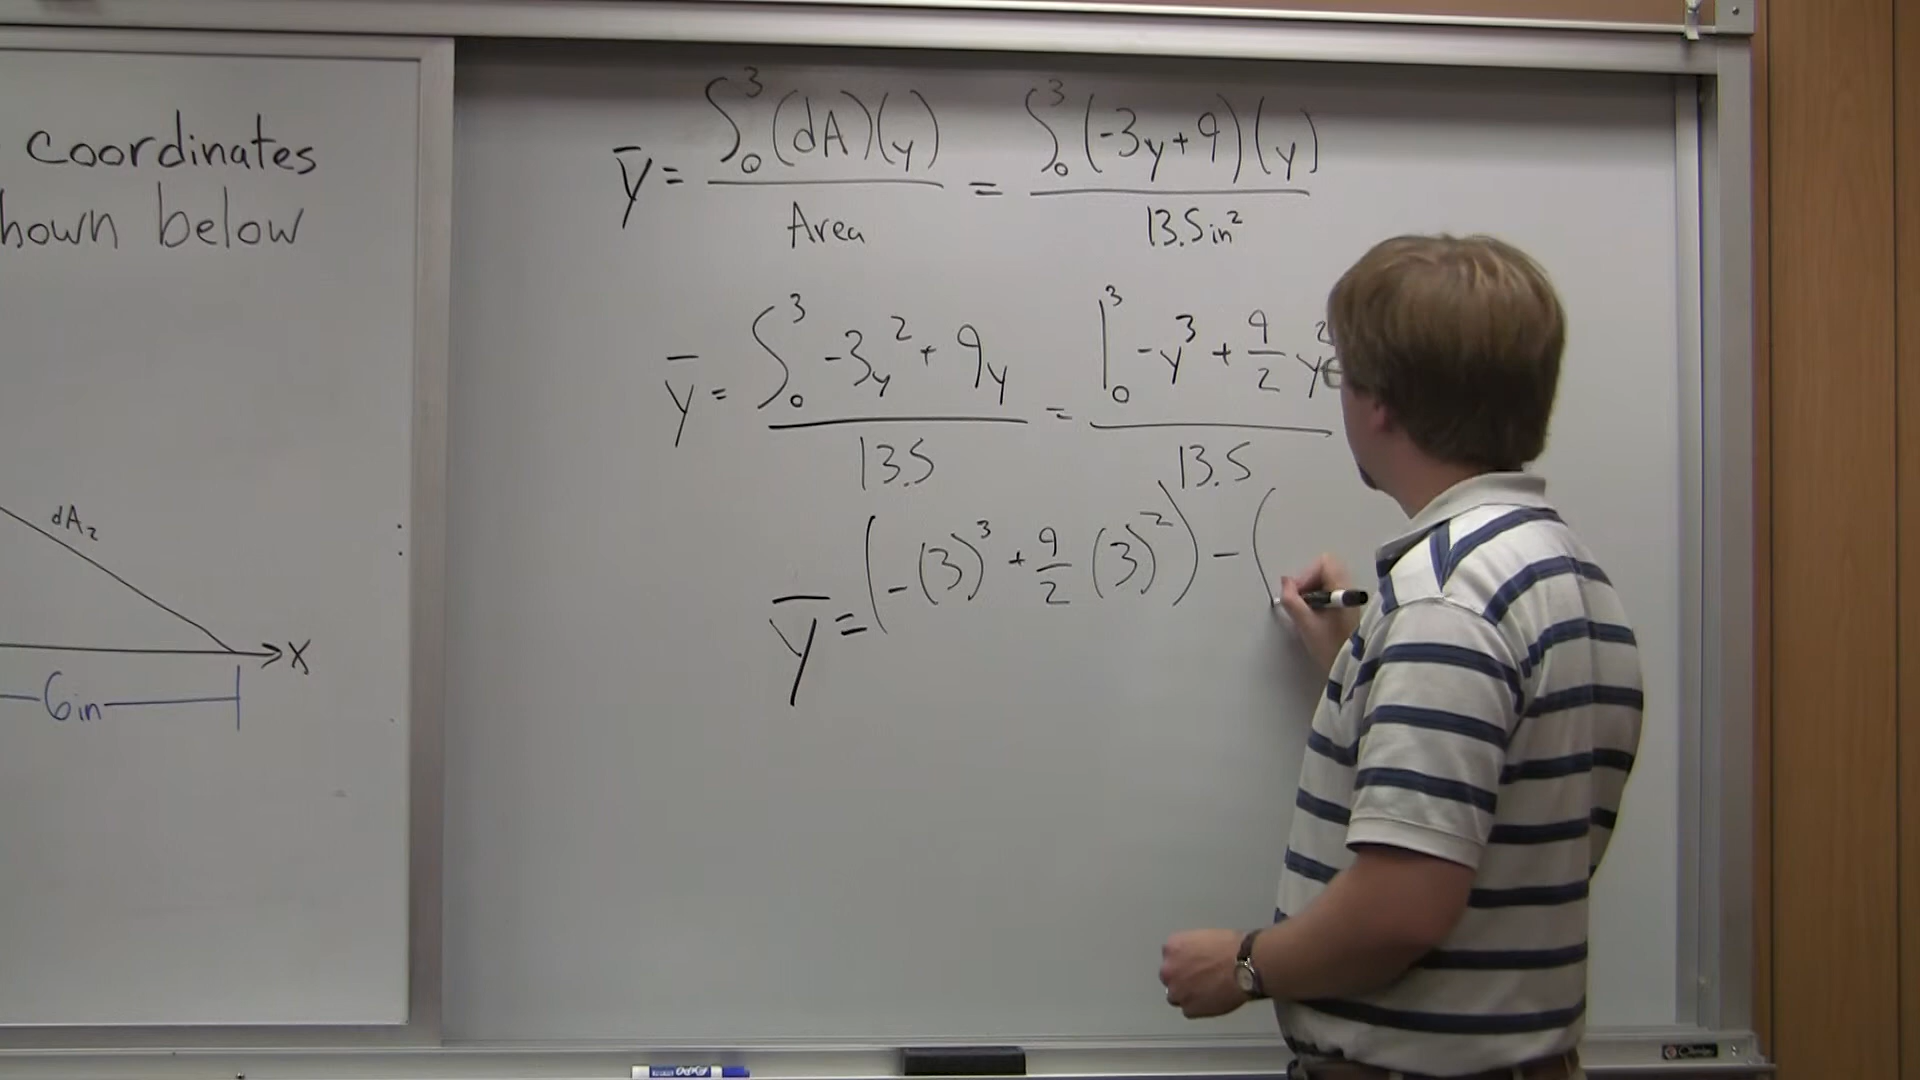 coordinates
hown below
dA₂
X
6in
ȳ = ∫₀³ (dA)(y) / Area = ∫₀³ (-3y+9)(y) / 13.5in²
ȳ = ∫₀³ -3y² + 9y / 13.5 = |₀³ -y³ + 9/2 y² / 13.5
ȳ = (-(3)³ + 9/2 (3)²) - (